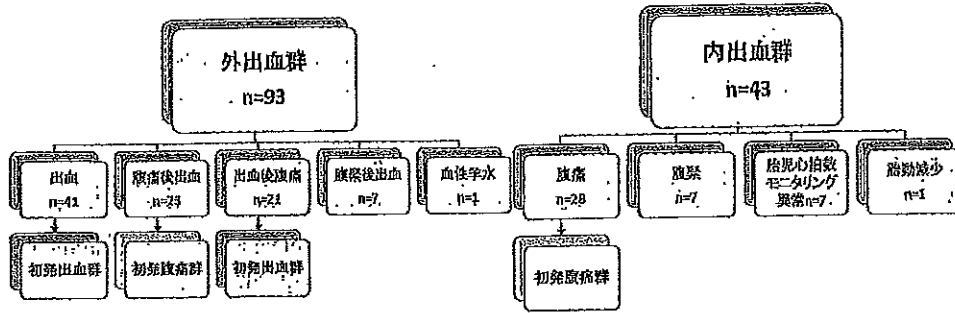 外出血群
n=93
内出血群
n=43
出血
n=41
腹痛後出血
n=23
出血後腹痛
n=21
腹緊後出血
n=7
血性羊水
n=1
腹痛
n=28
腹緊
n=7
胎児心拍数
モニタリング
異常n=7
胎動減少
n=1
初発出血群
初発腹痛群
初発出血群
初発腹痛群